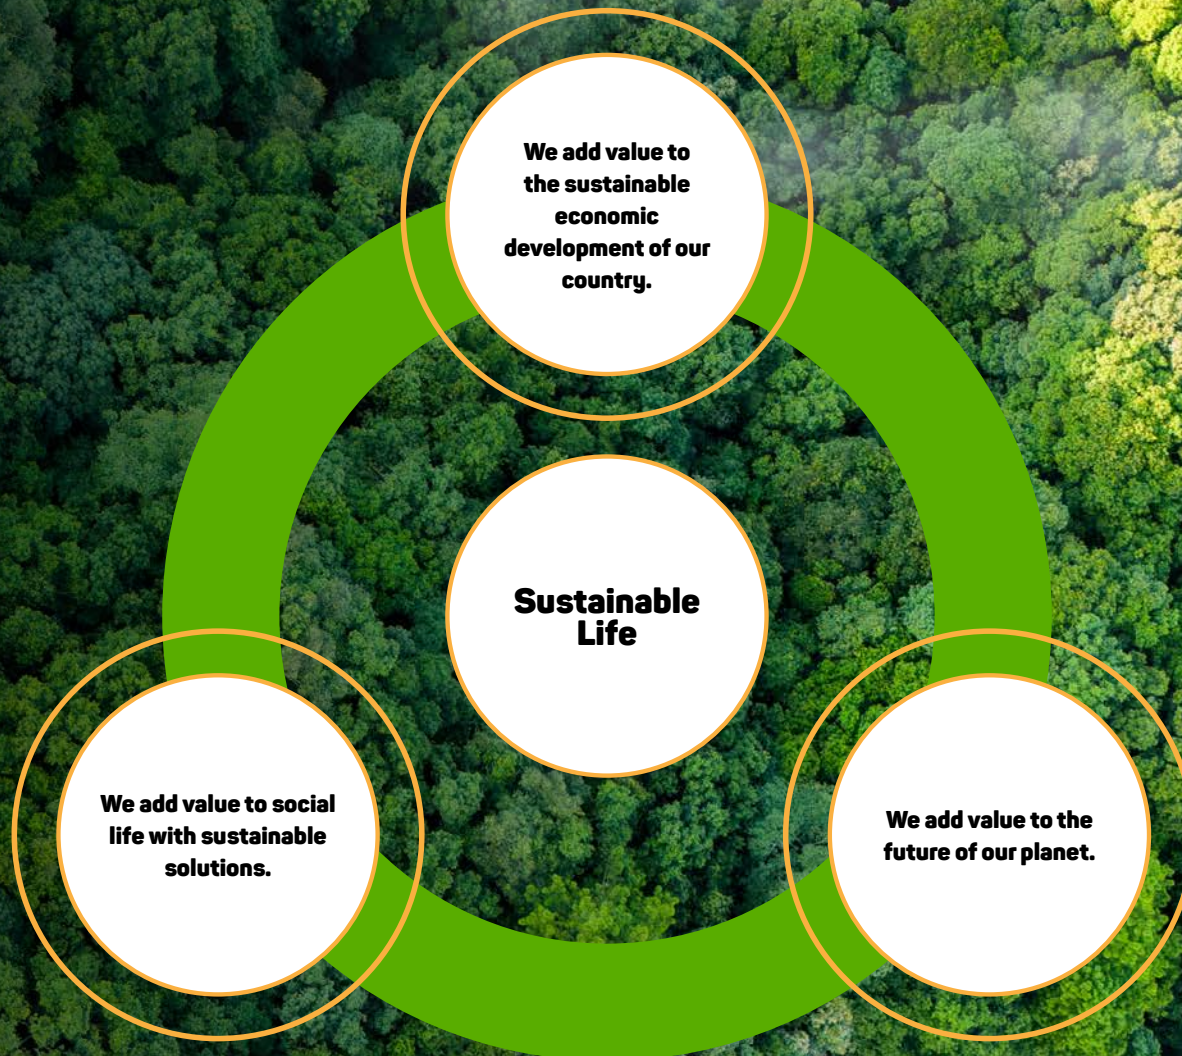 We add value to
the sustainable
economic
development of our
country.
Sustainable
Life
We add value to social
life with sustainable
solutions.
We add value to the
future of our planet.